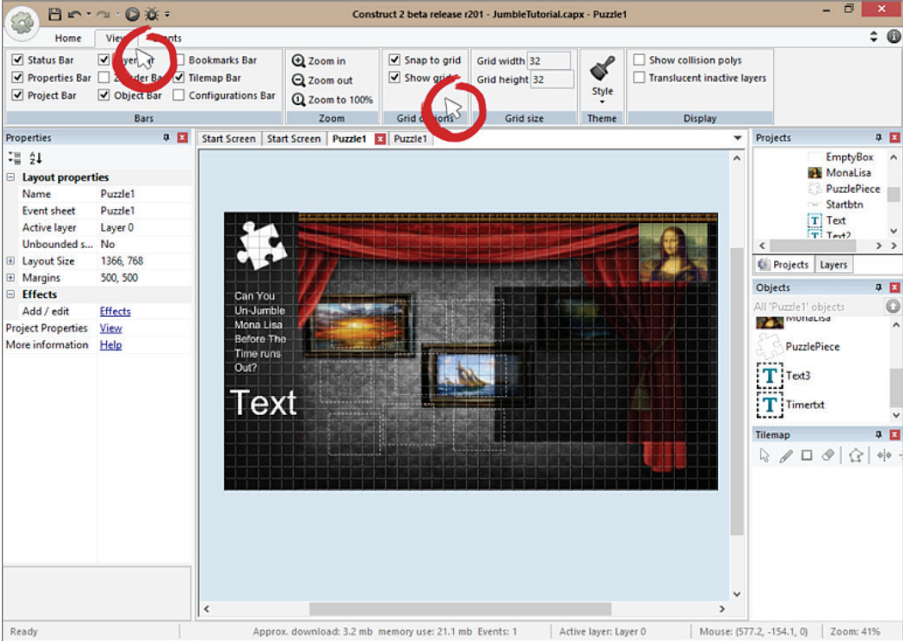 Construct 2 beta release r201 - JumbleTutorial.capx - Puzzle1
Home
Status Bar
Bookmarks Bar
Zoom in
Snap to grid
Grid width 32
Show collision polys
Properties Bar
Tilemap Bar
Zoom out
Show grid
Grid height 32
Translucent inactive layers
Project Bar
Object Bar
Configurations Bar
Zoom to 100%
Style
Bars
Zoom
Grid size
Theme
Display
Properties
Start Screen
Start Screen
Puzzle1
Puzzle1
Projects
Layout properties
Name Puzzle1
Event sheet Puzzle1
Active layer Layer 0
Unbounded s... No
Layout Size 1366, 768
Margins 500, 500
Effects
Add / edit Effects
Project Properties View
More information Help
Can You
Un-Jumble
Mona Lisa
Before The
Time runs
Out?
Text
EmptyBox
MonaLisa
PuzzlePiece
Startbtn
Text
Text2
Projects
Layers
Objects
All 'Puzzle1' objects
MonaLisa
PuzzlePiece
Text3
Timertxt
Tilemap
Ready
Approx. download: 3.2 mb memory use: 21.1 mb Events: 1
Active layer: Layer 0
Mouse: (577.2, -154.1, 0)
Zoom: 41%